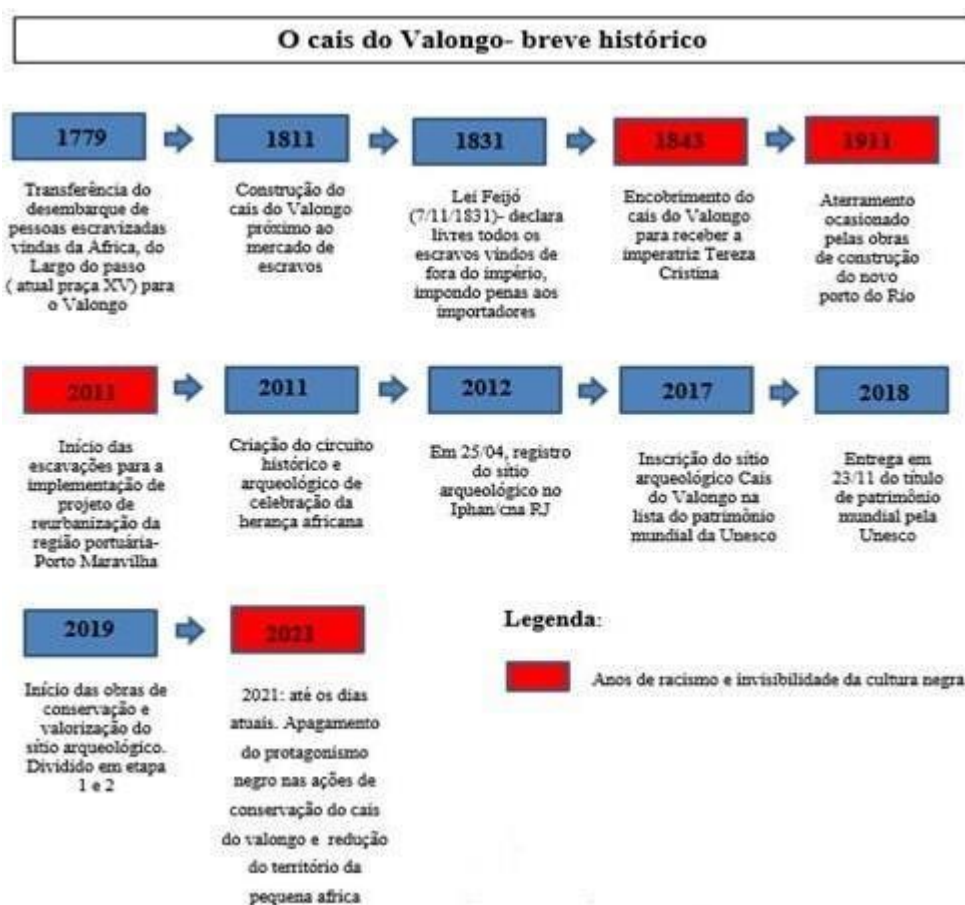 O cais do Valongo- breve histórico
1779
1811
1831
1843
1911
Transferência do
desembarque de
pessoas escravizadas
vindas da Africa, do
Largo do passo
( atual praça XV) para
o Valongo
Construção do
cais do Valongo
próximo ao
mercado de
escravos
Lei Feijó
(7/11/1831)- declara
livres todos os
escravos vindos de
fora do império,
impondo penas aos
importadores
Encobrimento do
cais do Valongo
para receber a
imperatriz Tereza
Cristina
Aterramento
ocasionado
pelas obras
de construção
do novo
porto do Rio
2011
2011
2012
2017
2018
Início das
escavações para a
implementação de
projeto de
reurbanização da
região portuária-
Porto Maravilha
Criação do circuito
histórico e
arqueológico de
celebração da
herança africana
Em 25/04, registro
do sítio
arqueológico no
Iphan/cna RJ
Inscrição do sítio
arqueológico Cais
do Valongo na
lista do patrimônio
mundial da Unesco
Entrega em
23/11 do título
de patrimônio
mundial pela
Unesco
2019
2021
Início das obras de
conservação e
valorização do
sítio arqueológico.
Dividido em etapa
1 e 2
2021: até os dias
atuais. Apagamento
do protagonismo
negro nas ações de
conservação do cais
do valongo e redução
do território da
pequena africa
Legenda:
Anos de racismo e invisibilidade da cultura negra